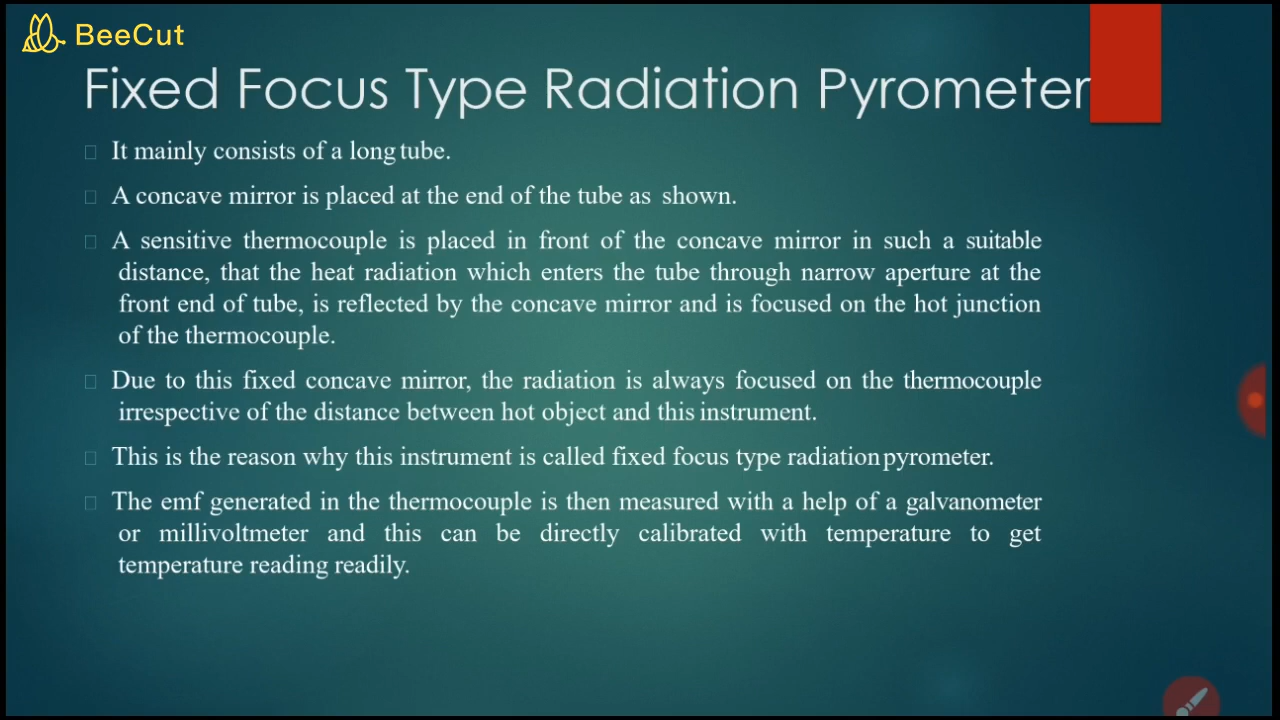 BeeCut
Fixed Focus Type Radiation Pyrometer
It mainly consists of a long tube.
A concave mirror is placed at the end of the tube as shown.
A sensitive thermocouple is placed in front of the concave mirror in such a suitable
distance, that the heat radiation which enters the tube through narrow aperture at the
front end of tube, is reflected by the concave mirror and is focused on the hot junction
of the thermocouple.
Due to this fixed concave mirror, the radiation is always focused on the thermocouple
irrespective of the distance between hot object and this instrument.
This is the reason why this instrument is called fixed focus type radiation pyrometer.
The emf generated in the thermocouple is then measured with a help of a galvanometer
or millivoltmeter and this can be directly calibrated with temperature to get
temperature reading readily.